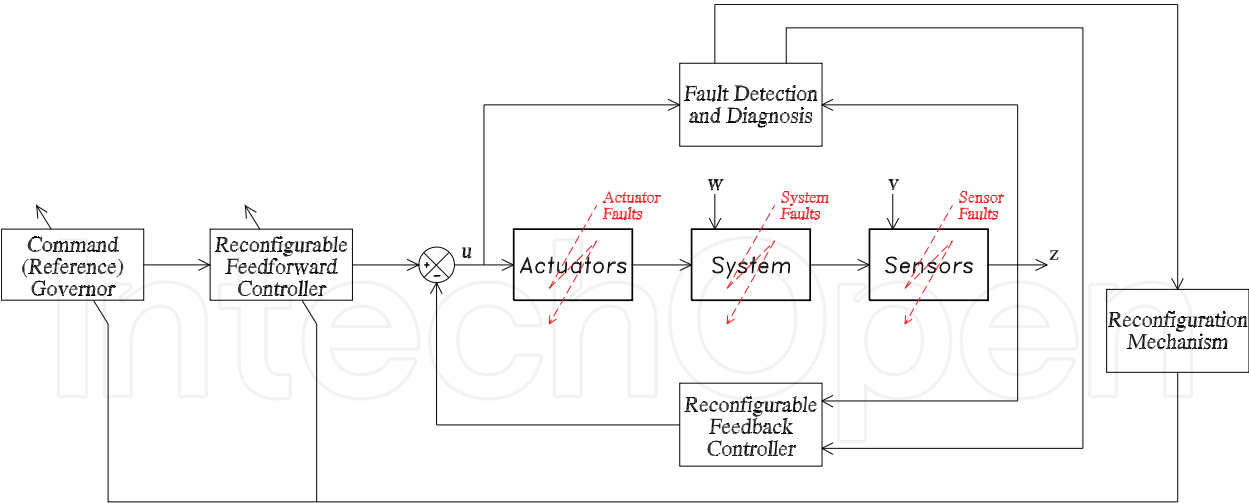 Fault Detection
and Diagnosis
w
v
Actuator
Faults
System
Faults
Sensor
Faults
Command
(Reference)
Governor
Reconfigurable
Feedforward
Controller
+
-
u
Actuators
System
Sensors
z
Reconfiguration
Mechanism
Reconfigurable
Feedback
Controller
IntechOpen